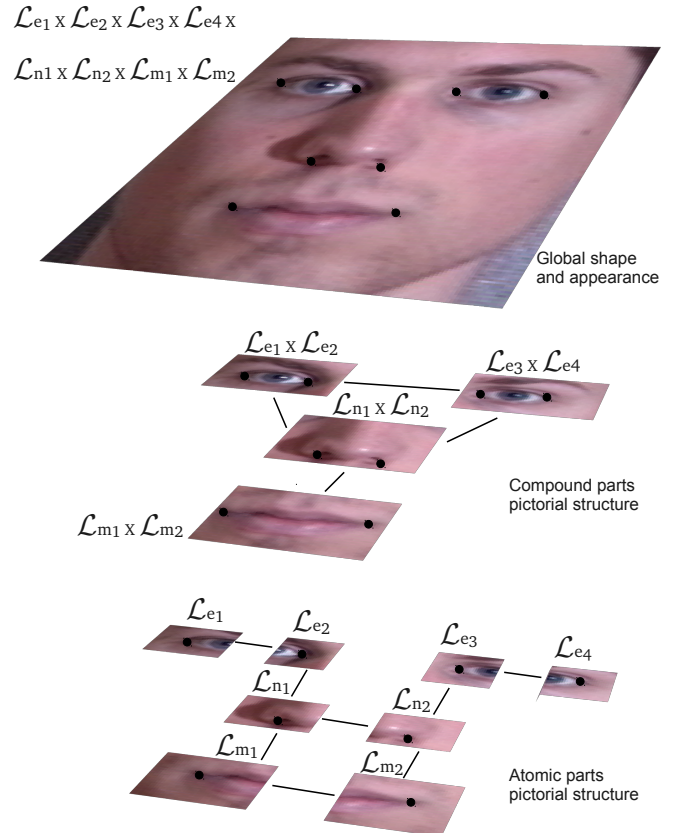 ℒe1 x ℒe2 x ℒe3 x ℒe4 x
ℒn1 x ℒn2 x ℒm1 x ℒm2
Global shape
and appearance
ℒe1 x ℒe2
ℒe3 x ℒe4
ℒn1 x ℒn2
Compound parts
pictorial structure
ℒm1 x ℒm2
ℒe1
ℒe2
ℒe3
ℒe4
ℒn1
ℒn2
ℒm1
ℒm2
Atomic parts
pictorial structure